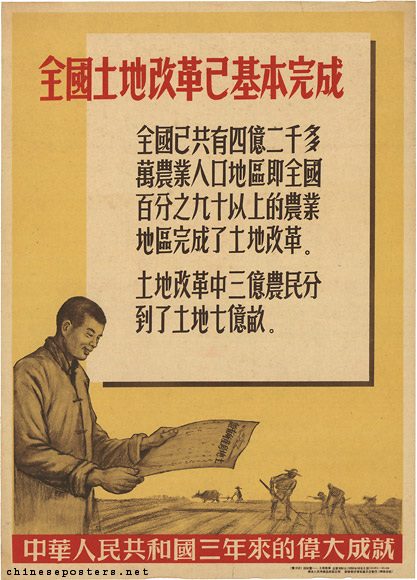 全國土地改革已基本完成
全國已共有四億二千多
萬農業人口地區即全國
百分之九十以上的農業
地區完成了土地改革。
土地改革中三億農民分
到了土地七億畝。
中華人民共和國三年來的偉大成就
chineseposters.net